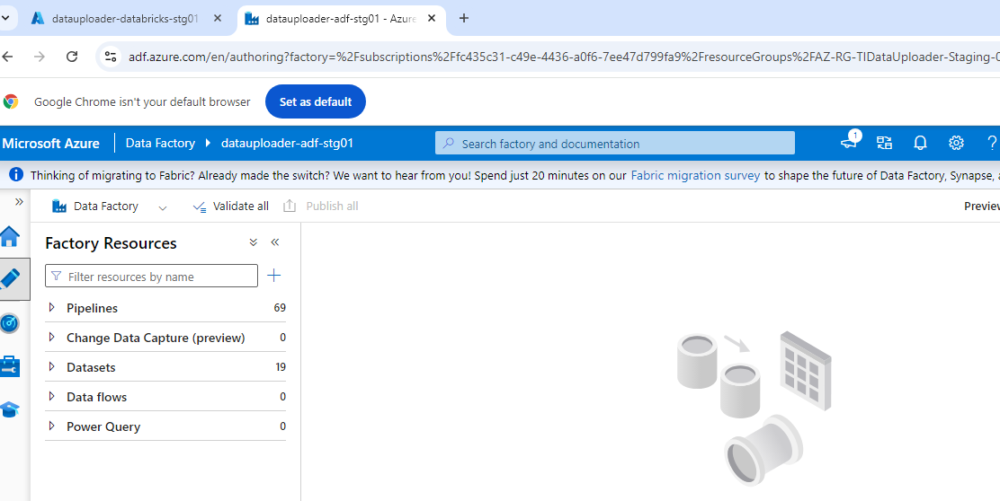 datauploader-databricks-stg01
datauploader-adf-stg01 - Azure
adf.azure.com/en/authoring?factory=%2Fsubscriptions%2Ffc435c31-c49e-4436-a0f6-7ee47d799fa9%2FresourceGroups%2FAZ-RG-TIDataUploader-Staging-0
Google Chrome isn't your default browser
Set as default
Microsoft Azure
Data Factory
datauploader-adf-stg01
Search factory and documentation
1
Thinking of migrating to Fabric? Already made the switch? We want to hear from you! Spend just 20 minutes on our Fabric migration survey to shape the future of Data Factory, Synapse, a
Data Factory
Validate all
Publish all
Preview
Factory Resources
Filter resources by name
Pipelines 69
Change Data Capture (preview) 0
Datasets 19
Data flows 0
Power Query 0